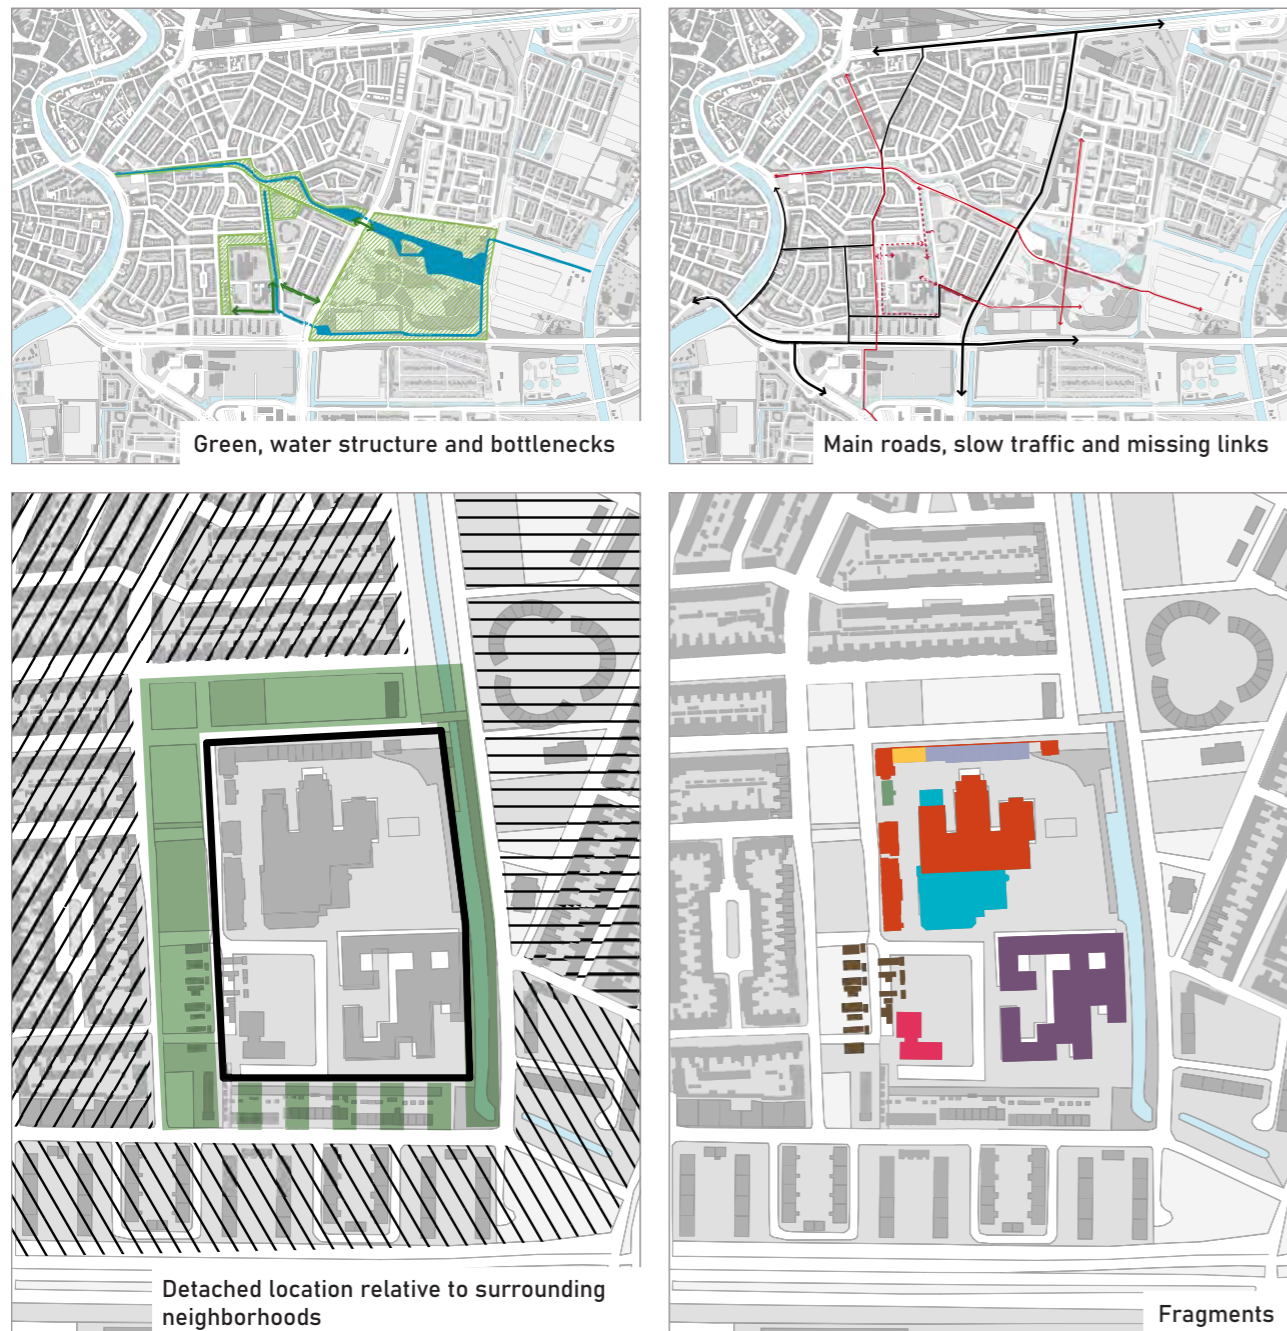 Green, water structure and bottlenecks
Main roads, slow traffic and missing links
Detached location relative to surrounding
neighborhoods
Fragments